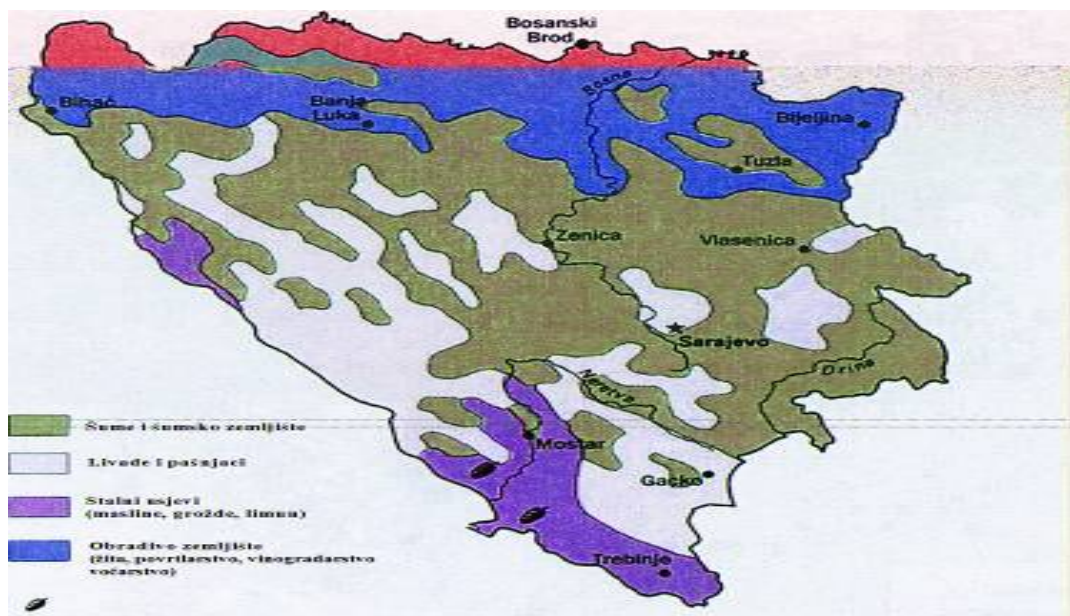 Bosanski
Brod
Bosna
Bihać
Banja
Luka
Bijeljina
Tuzla
Zenica
Vlasenica
Sarajevo
Drina
Neretva
Mostar
Gacko
Trebinje
Šume i šumsko zemljište
Livade i pašnjaci
Stalni usjevi
(masline, grožđe, limun)
Obradivo zemljište
(žita, povrtlarstvo, vinogradarstvo
voćarstvo)